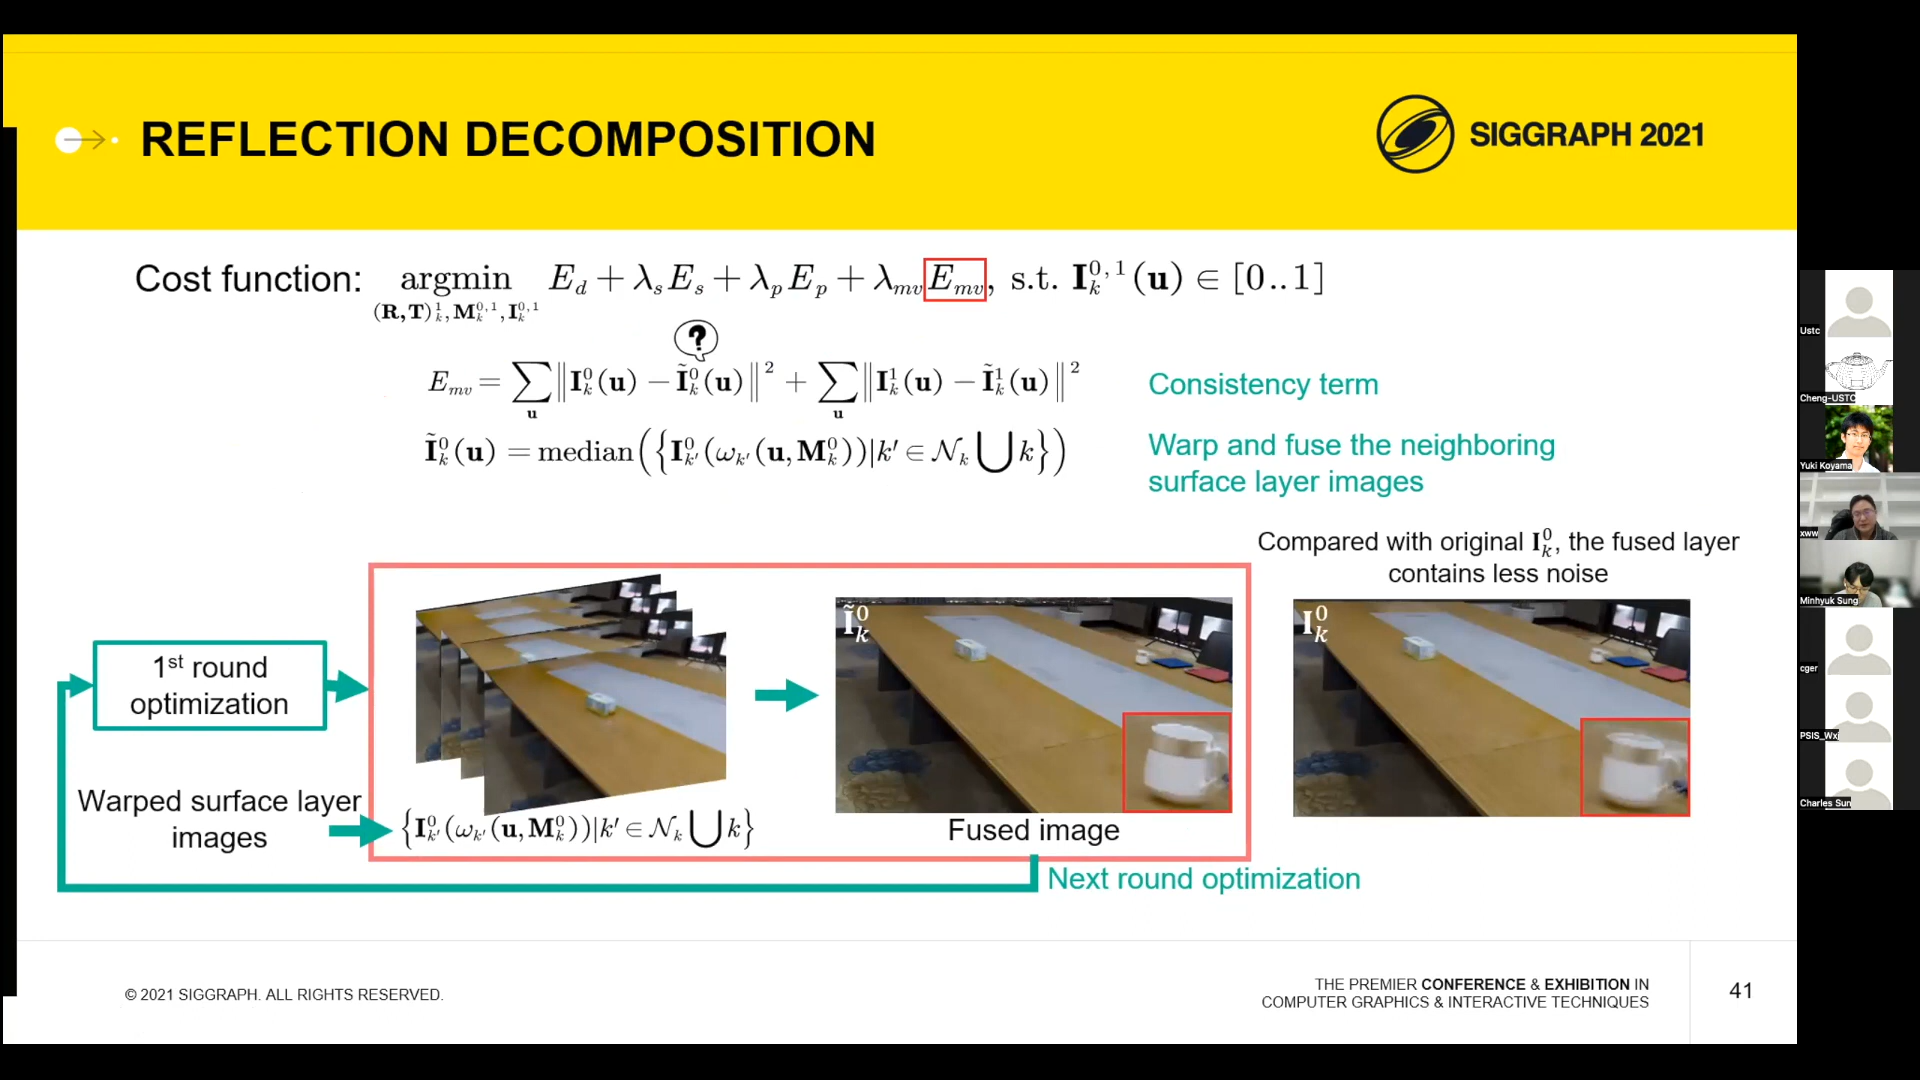 REFLECTION DECOMPOSITION
SIGGRAPH 2021
Cost function: argmin E_d + λ_s E_s + λ_p E_p + λ_mv E_mv, s.t. I_k^{0,1}(u) ∈ [0..1]
(R,T)_k^1, M_k^{0,1}, I_k^{0,1}
?
E_mv = ∑_u ‖I_k^0(u) − Ĩ_k^0(u)‖^2 + ∑_u ‖I_k^1(u) − Ĩ_k^1(u)‖^2
Consistency term
Ĩ_k^0(u) = median({I_{k′}^0(ω_{k′}(u, M_k^0))|k′ ∈ 𝒩_k ⋃ k})
Warp and fuse the neighboring
surface layer images
Compared with original I_k^0, the fused layer
contains less noise
1st round
optimization
Ĩ_k^0
I_k^0
Warped surface layer
images
{I_{k′}^0(ω_{k′}(u, M_k^0))|k′ ∈ 𝒩_k ⋃ k}
Fused image
Next round optimization
© 2021 SIGGRAPH. ALL RIGHTS RESERVED.
THE PREMIER CONFERENCE & EXHIBITION IN
COMPUTER GRAPHICS & INTERACTIVE TECHNIQUES
41
Ustc
Cheng-USTC
Yuki Koyama
xww
Minhyuk Sung
cger
PSIS_Wx
Charles Sun